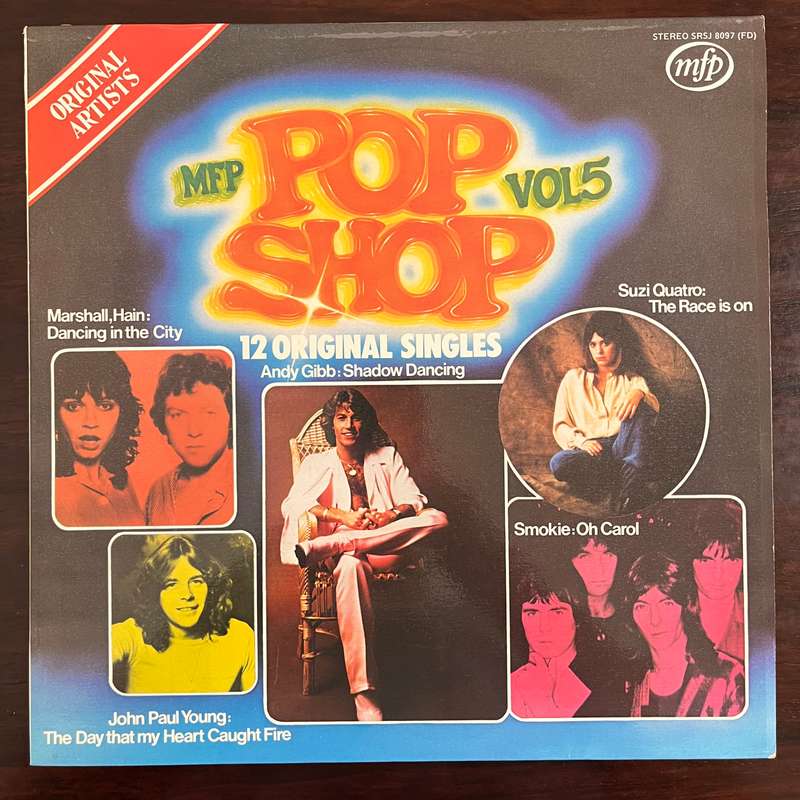 STEREO SRSJ 8097 (FD)
mfp
ORIGINAL
ARTISTS
MFP POP VOL5
SHOP
12 ORIGINAL SINGLES
Marshall,Hain:
Dancing in the City
Andy Gibb: Shadow Dancing
Suzi Quatro:
The Race is on
Smokie:Oh Carol
John Paul Young:
The Day that my Heart Caught Fire